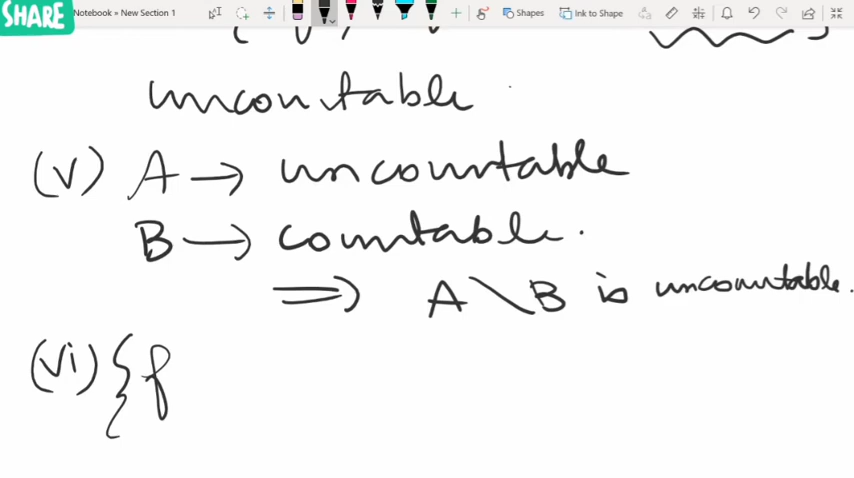 SHARE
Notebook » New Section 1
Shapes
Ink to Shape
uncountable
(v) A → uncountable
B → countable.
⟹ A \ B is uncountable.
(vi) { f